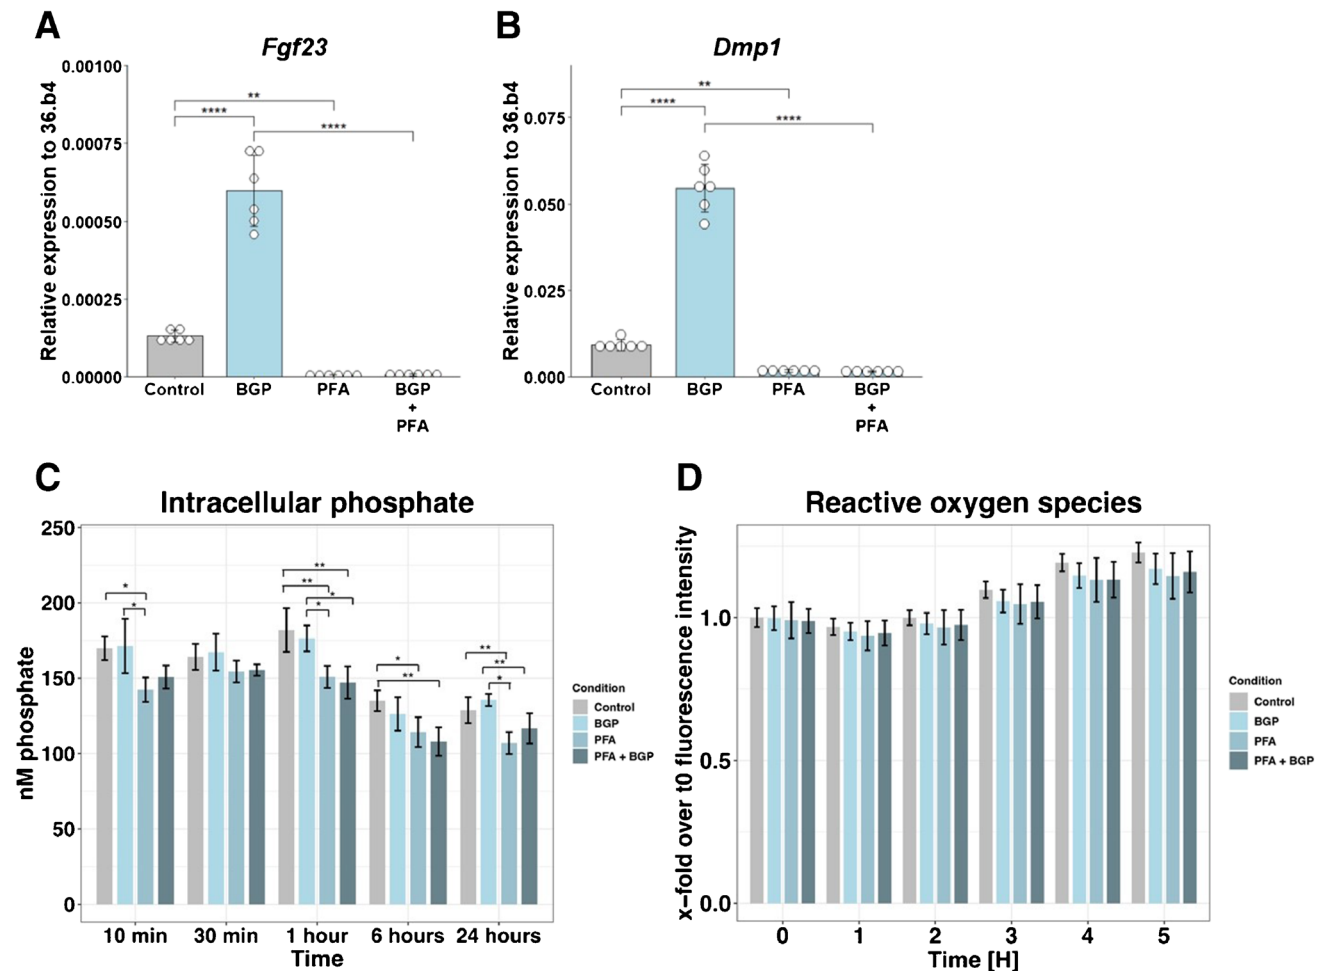 A
Fgf23
Relative expression to 36.b4
0.00100
0.00075
0.00050
0.00025
0.00000
**
****
****
Control
BGP
PFA
BGP
+
PFA
B
Dmp1
Relative expression to 36.b4
0.075
0.050
0.025
0.000
**
****
****
Control
BGP
PFA
BGP
+
PFA
C
Intracellular phosphate
nM phosphate
250
200
150
100
50
0
*
*
**
**
*
*
*
**
**
**
*
10 min
30 min
1 hour
6 hours
24 hours
Time
Condition
Control
BGP
PFA
PFA + BGP
D
Reactive oxygen species
x-fold over t0 fluorescence intensity
1.0
0.5
0.0
0
1
2
3
4
5
Time [H]
Condition
Control
BGP
PFA
PFA + BGP